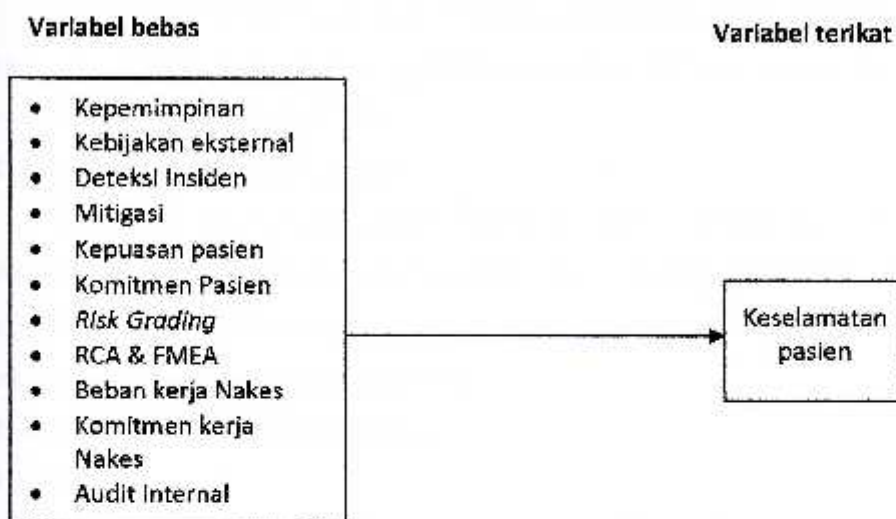 Variabel bebas
Variabel terikat
• Kepemimpinan
• Kebijakan eksternal
• Deteksi Insiden
• Mitigasi
• Kepuasan pasien
• Komitmen Pasien
• Risk Grading
• RCA & FMEA
• Beban kerja Nakes
• Komitmen kerja
Nakes
• Audit Internal
Keselamatan
pasien